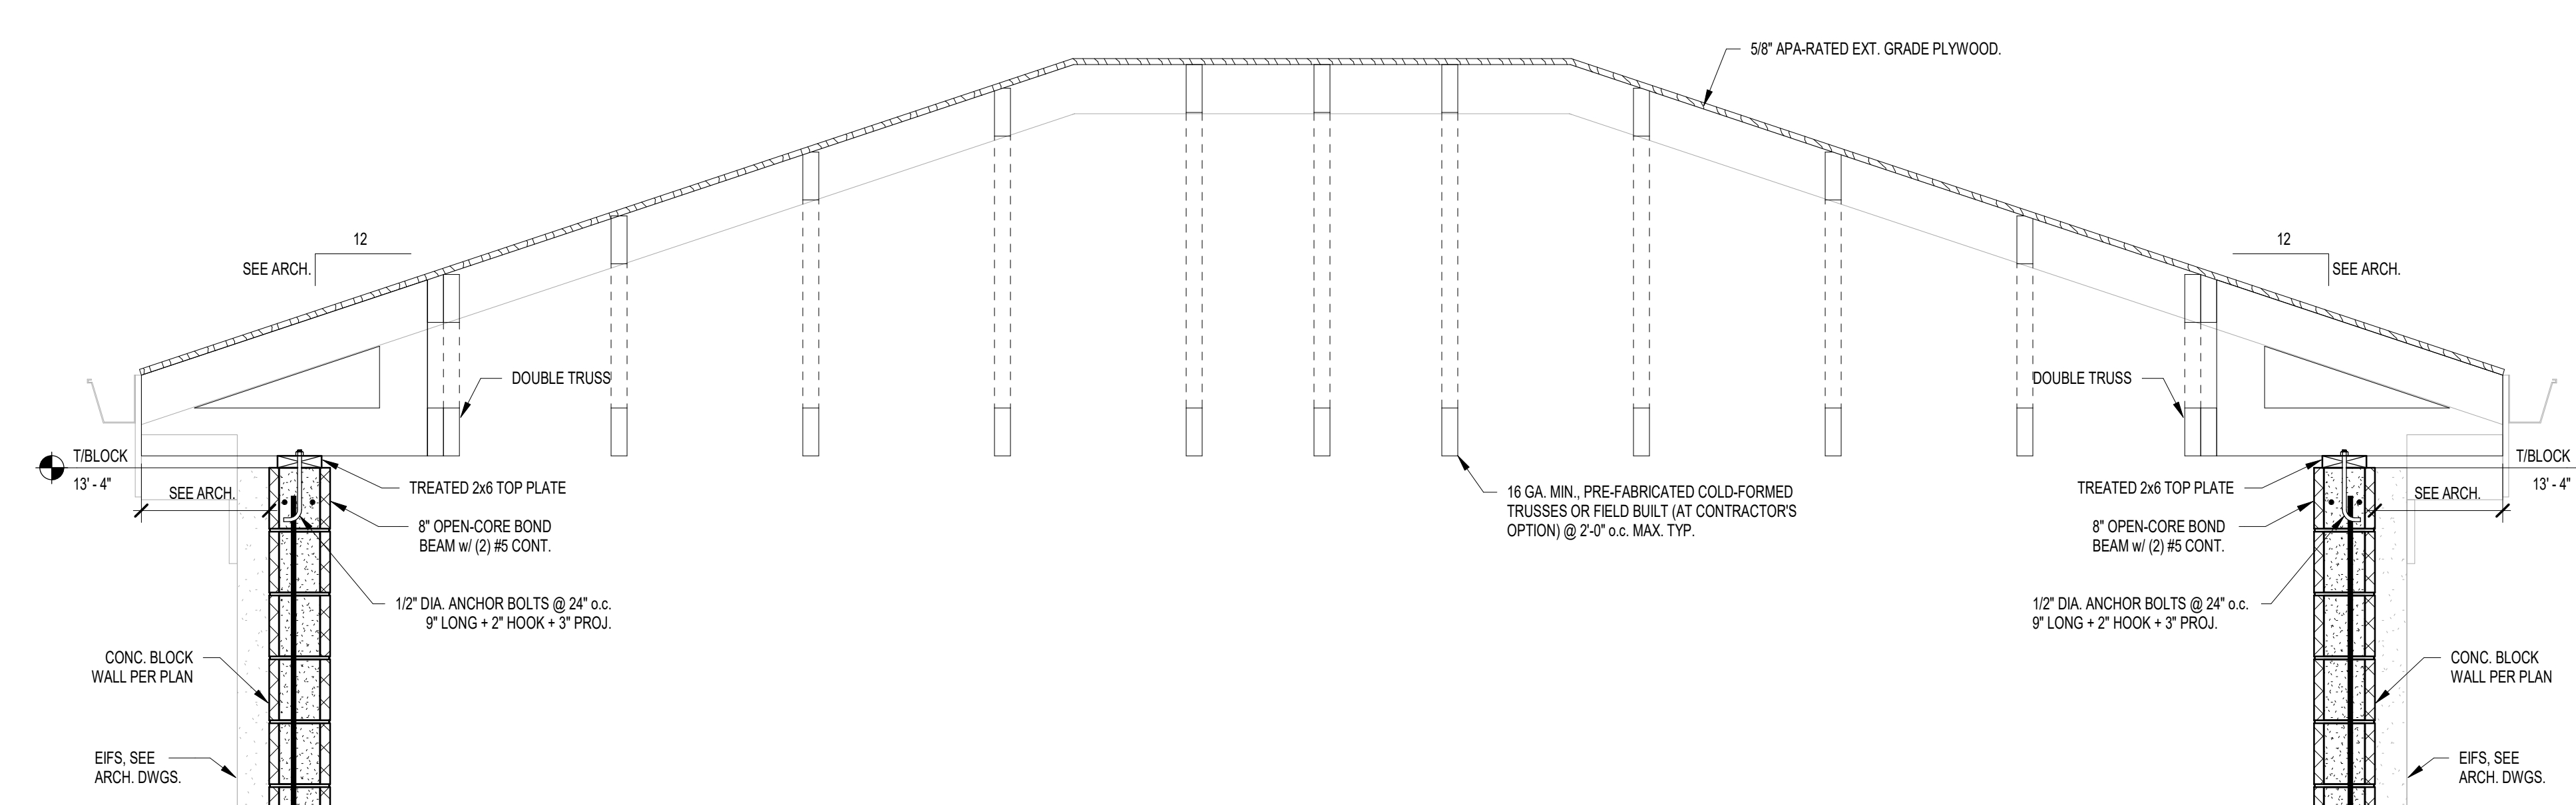 5/8" APA-RATED EXT. GRADE PLYWOOD.
12
SEE ARCH.
12
SEE ARCH.
DOUBLE TRUSS
DOUBLE TRUSS
T/BLOCK
13' - 4"
SEE ARCH.
TREATED 2x6 TOP PLATE
8" OPEN-CORE BOND
BEAM w/ (2) #5 CONT.
1/2" DIA. ANCHOR BOLTS @ 24" o.c.
9" LONG + 2" HOOK + 3" PROJ.
CONC. BLOCK
WALL PER PLAN
EIFS, SEE
ARCH. DWGS.
16 GA. MIN., PRE-FABRICATED COLD-FORMED
TRUSSES OR FIELD BUILT (AT CONTRACTOR'S
OPTION) @ 2'-0" o.c. MAX. TYP.
T/BLOCK
13' - 4"
SEE ARCH.
TREATED 2x6 TOP PLATE
8" OPEN-CORE BOND
BEAM w/ (2) #5 CONT.
1/2" DIA. ANCHOR BOLTS @ 24" o.c.
9" LONG + 2" HOOK + 3" PROJ.
CONC. BLOCK
WALL PER PLAN
EIFS, SEE
ARCH. DWGS.